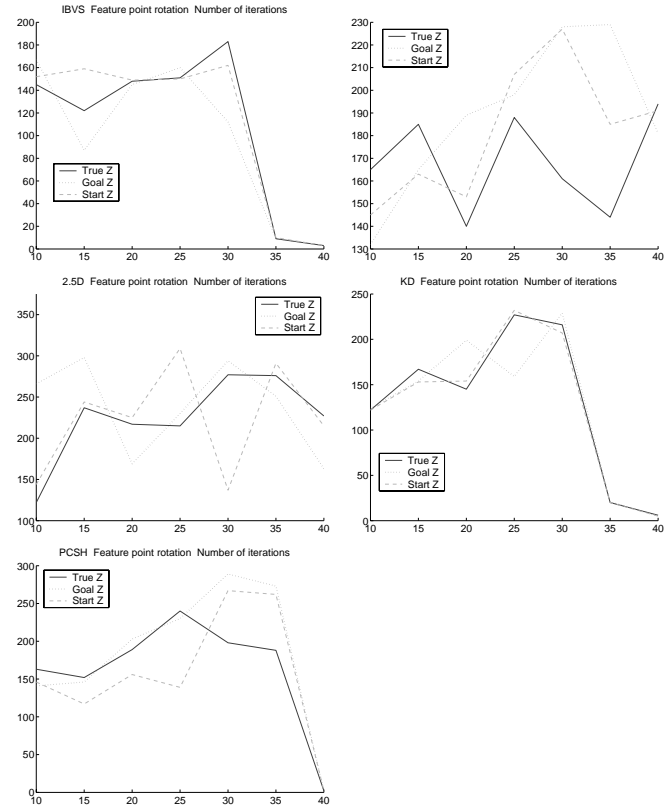 IBVS Feature point rotation Number of iterations
200
180
160
140
120
100
80
60
40
20
0
True Z
Goal Z
Start Z
10 15 20 25 30 35 40
230
220
210
200
190
180
170
160
150
140
130
True Z
Goal Z
Start Z
10 15 20 25 30 35 40
2.5D Feature point rotation Number of iterations
350
300
250
200
150
100
True Z
Goal Z
Start Z
10 15 20 25 30 35 40
KD Feature point rotation Number of iterations
250
200
150
100
50
0
True Z
Goal Z
Start Z
10 15 20 25 30 35 40
PCSH Feature point rotation Number of iterations
300
250
200
150
100
50
0
True Z
Goal Z
Start Z
10 15 20 25 30 35 40